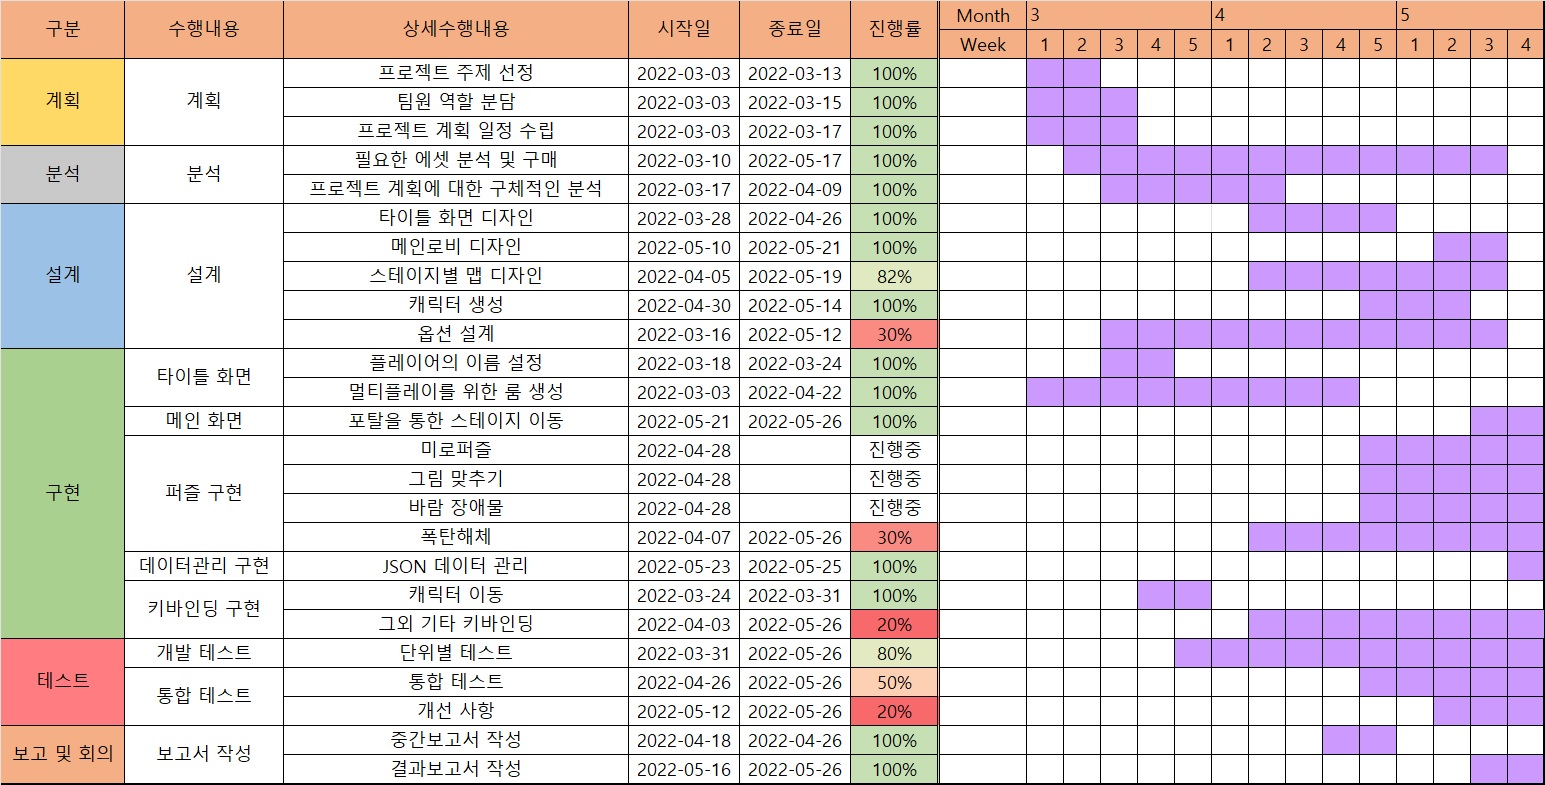 구분 수행내용 상세수행내용 시작일 종료일 진행률 Month 3 4 5
Week 1 2 3 4 5 1 2 3 4 5 1 2 3 4
계획 계획 프로젝트 주제 선정 2022-03-03 2022-03-13 100%
팀원 역할 분담 2022-03-03 2022-03-15 100%
프로젝트 계획 일정 수립 2022-03-03 2022-03-17 100%
분석 분석 필요한 에셋 분석 및 구매 2022-03-10 2022-05-17 100%
프로젝트 계획에 대한 구체적인 분석 2022-03-17 2022-04-09 100%
설계 설계 타이틀 화면 디자인 2022-03-28 2022-04-26 100%
메인로비 디자인 2022-05-10 2022-05-21 100%
스테이지별 맵 디자인 2022-04-05 2022-05-19 82%
캐릭터 생성 2022-04-30 2022-05-14 100%
옵션 설계 2022-03-16 2022-05-12 30%
구현 타이틀 화면 플레이어의 이름 설정 2022-03-18 2022-03-24 100%
멀티플레이를 위한 룸 생성 2022-03-03 2022-04-22 100%
메인 화면 포탈을 통한 스테이지 이동 2022-05-21 2022-05-26 100%
퍼즐 구현 미로퍼즐 2022-04-28 진행중
그림 맞추기 2022-04-28 진행중
바람 장애물 2022-04-28 진행중
폭탄해체 2022-04-07 2022-05-26 30%
데이터관리 구현 JSON 데이터 관리 2022-05-23 2022-05-25 100%
키바인딩 구현 캐릭터 이동 2022-03-24 2022-03-31 100%
그외 기타 키바인딩 2022-04-03 2022-05-26 20%
테스트 개발 테스트 단위별 테스트 2022-03-31 2022-05-26 80%
통합 테스트 통합 테스트 2022-04-26 2022-05-26 50%
개선 사항 2022-05-12 2022-05-26 20%
보고 및 회의 보고서 작성 중간보고서 작성 2022-04-18 2022-04-26 100%
결과보고서 작성 2022-05-16 2022-05-26 100%